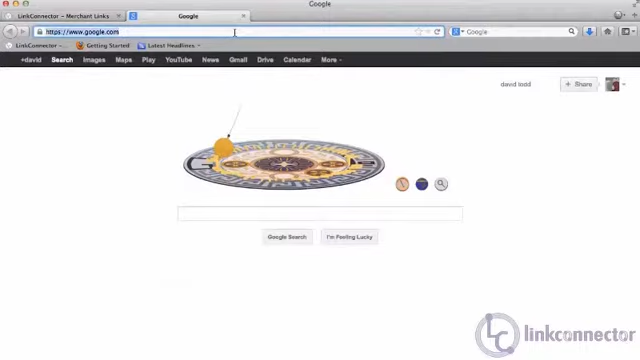 Google
LinkConnector – Merchant Links
Google
https://www.google.com
Google
LinkConnector – M...
Getting Started
Latest Headlines
+david Search Images Maps Play YouTube News Gmail Drive Calendar More
david todd
+ Share
Google Search
I'm Feeling Lucky
LC linkconnector